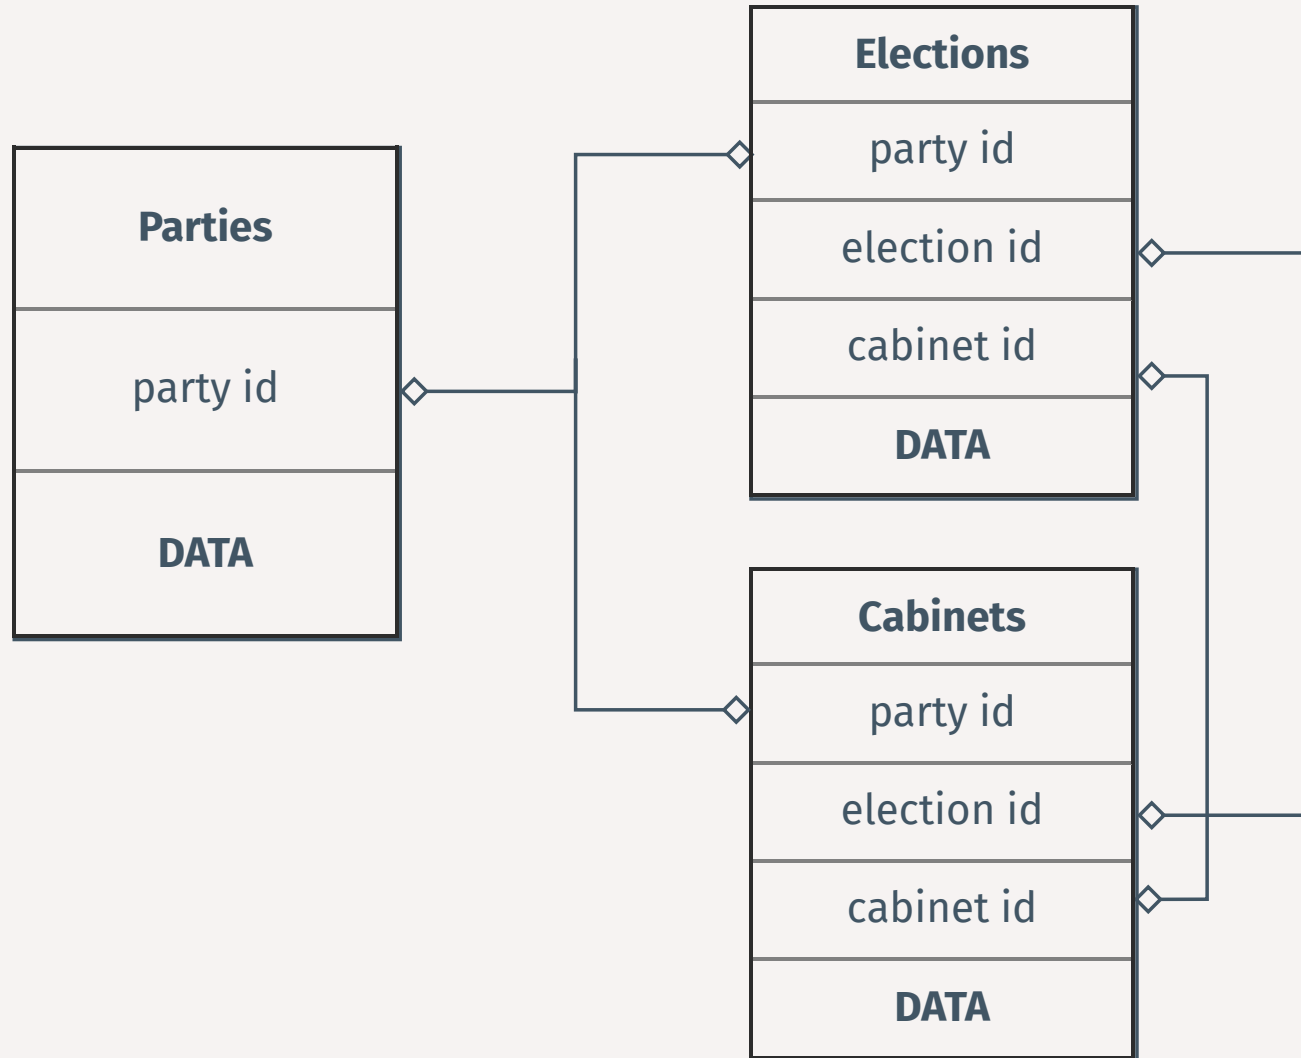 Parties
party id
DATA
Elections
party id
election id
cabinet id
DATA
Cabinets
party id
election id
cabinet id
DATA